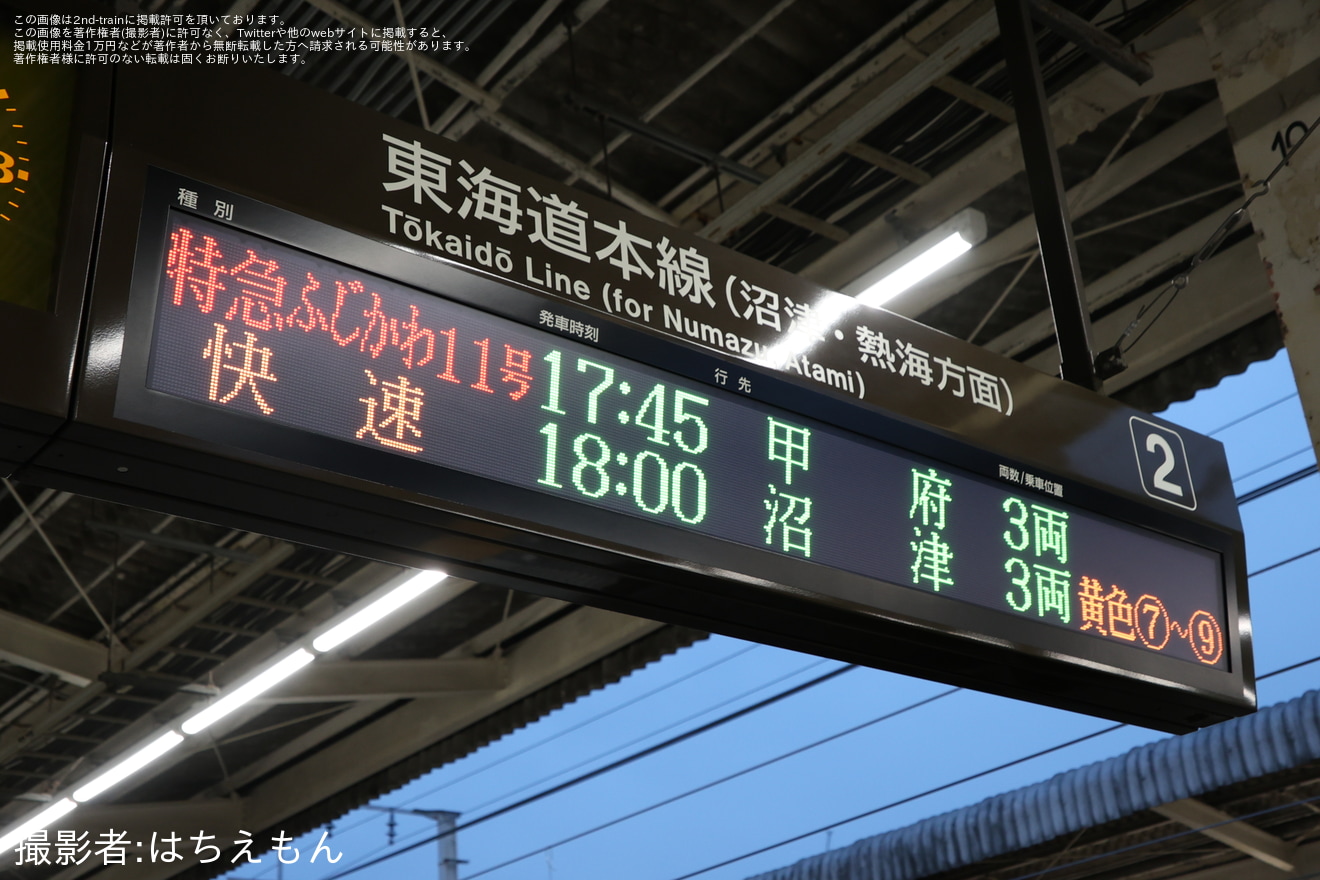 この画像は2nd-trainに掲載許可を頂いております。
この画像を著作権者(撮影者)に許可なく、Twitterや他のwebサイトに掲載すると、
掲載使用料金1万円などが著作者から無断転載した方へ請求される可能性があります。
著作権者様に許可のない転載は固くお断りいたします。
10
東海道本線(沼津・熱海方面)
Tōkaidō Line (for Numazu, Atami)
2
種別 発車時刻 行先 両数/乗車位置
特急ふじかわ11号 17:45 甲府 3両
快速 18:00 沼津 3両 黄色⑦~⑨
撮影者:はちえもん